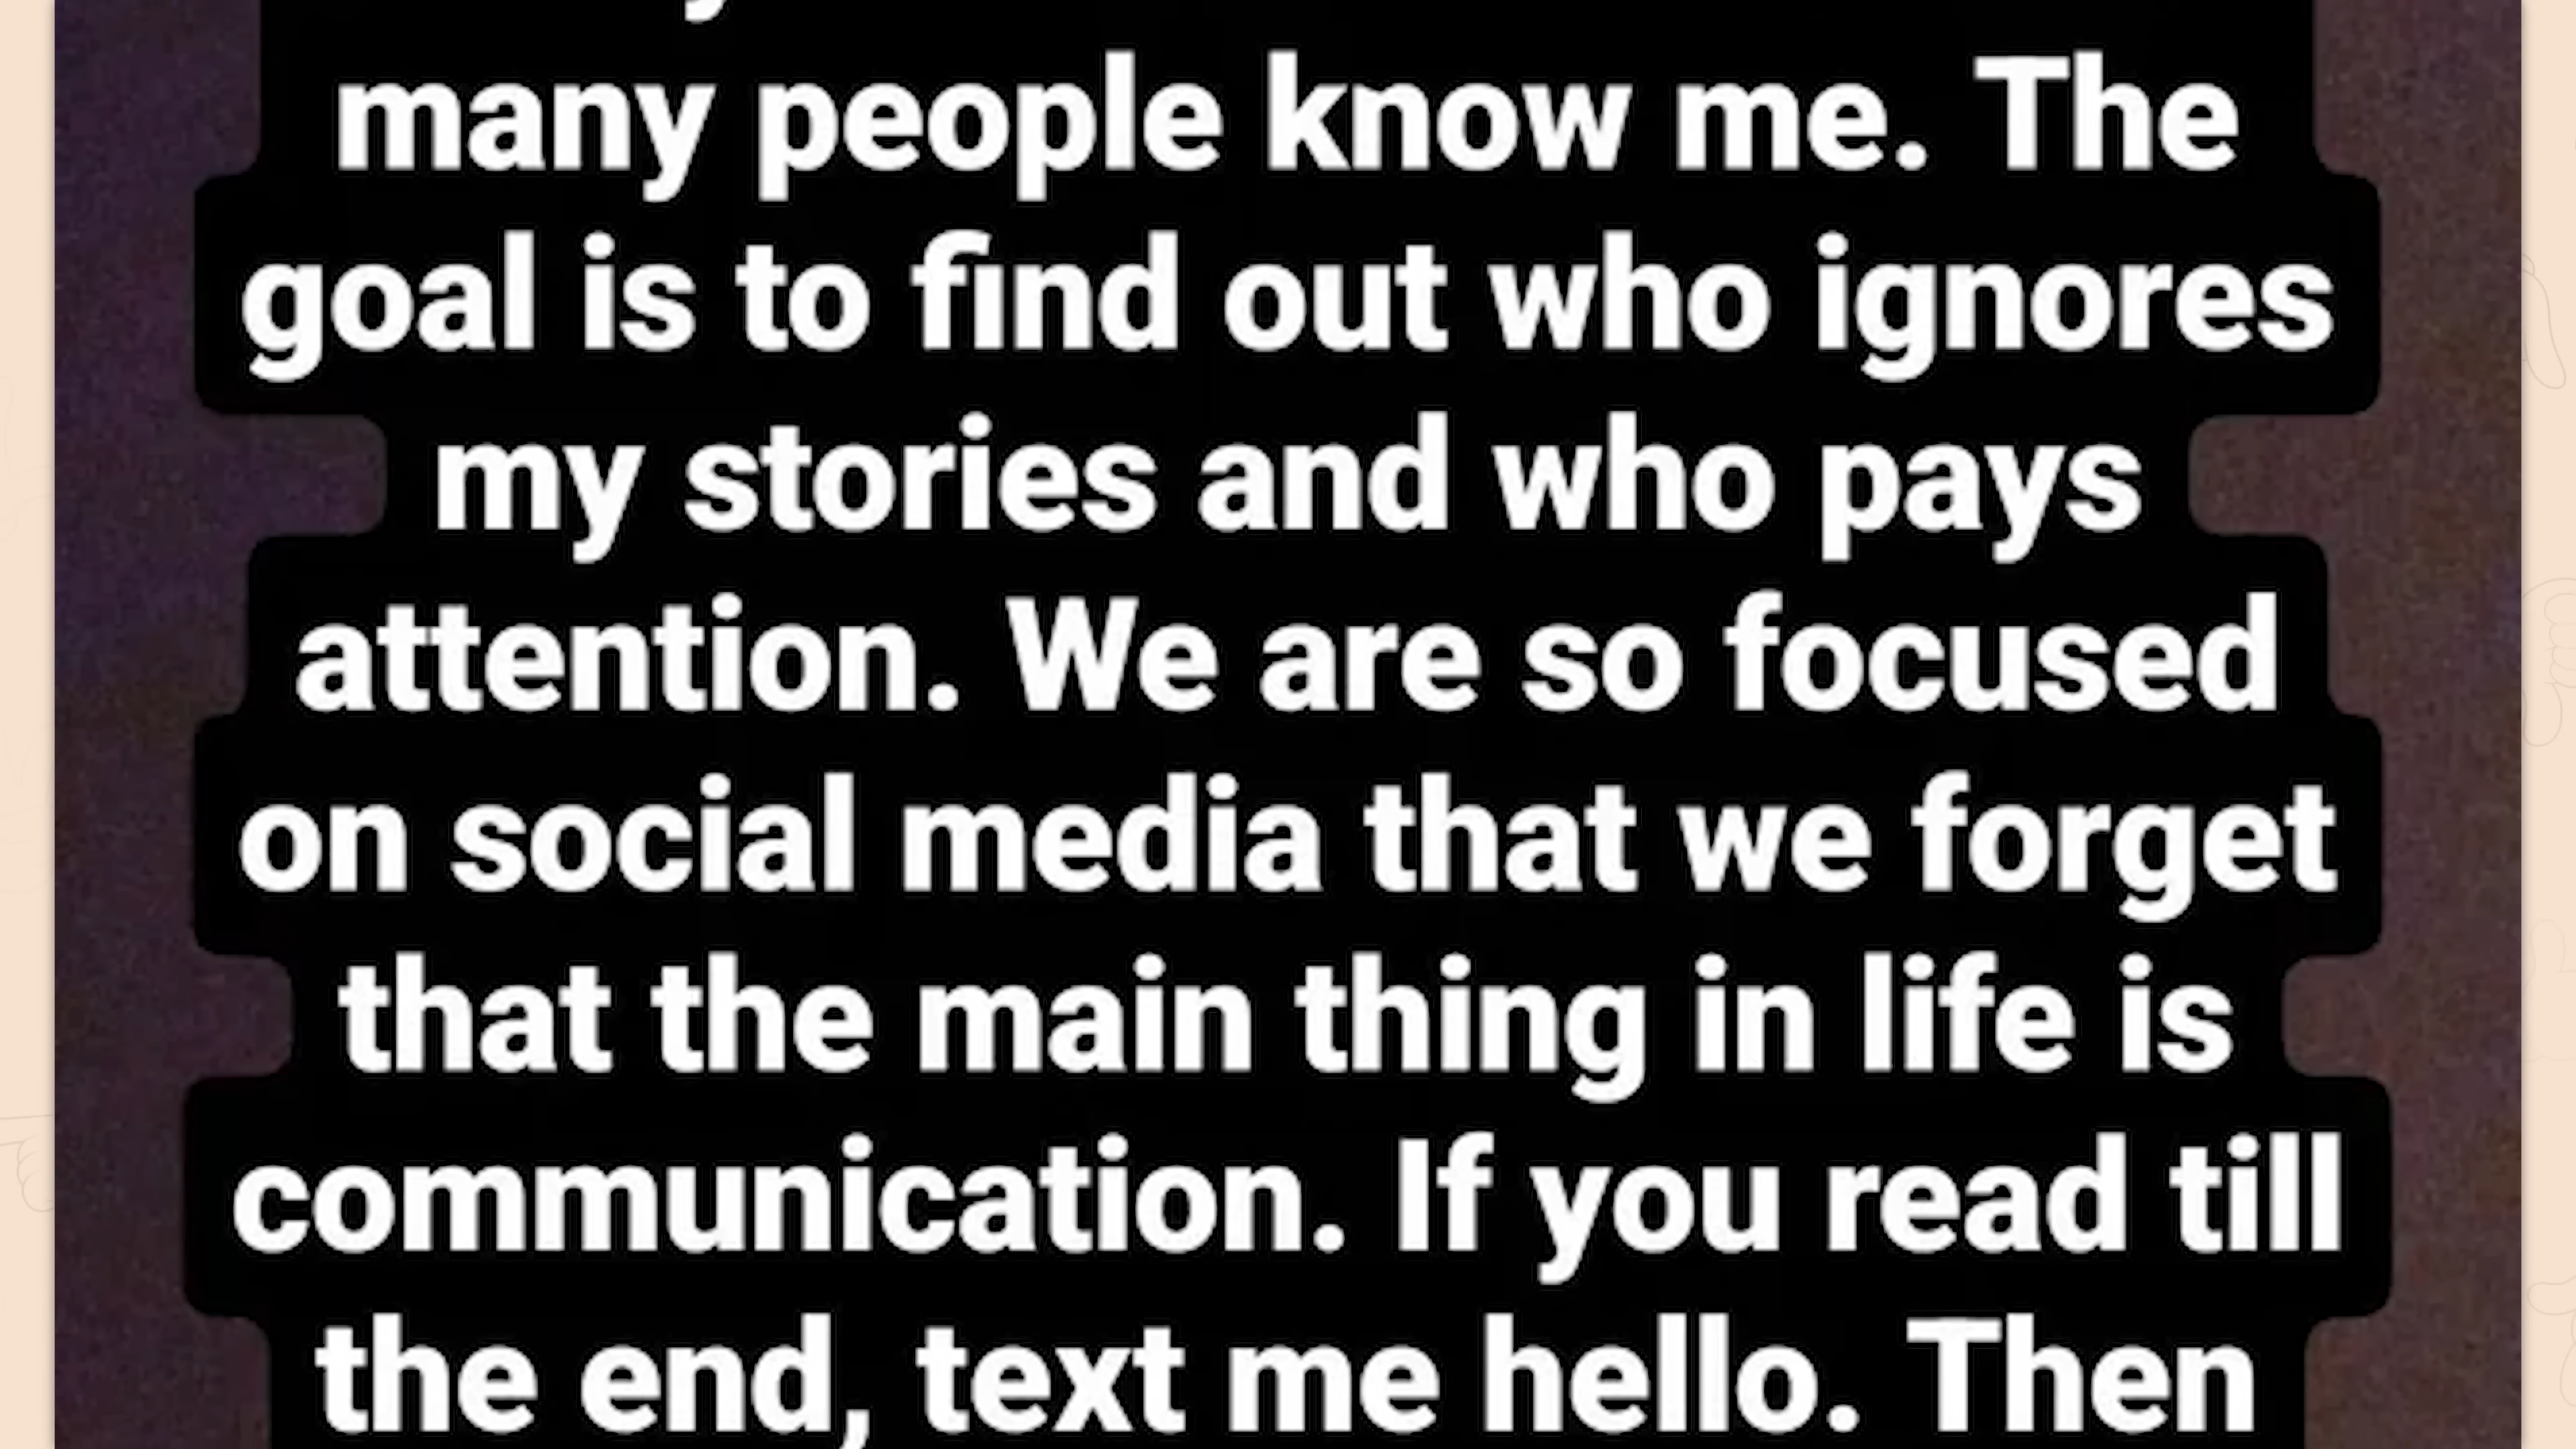 many people know me. The
goal is to find out who ignores
my stories and who pays
attention. We are so focused
on social media that we forget
that the main thing in life is
communication. If you read till
the end, text me hello. Then